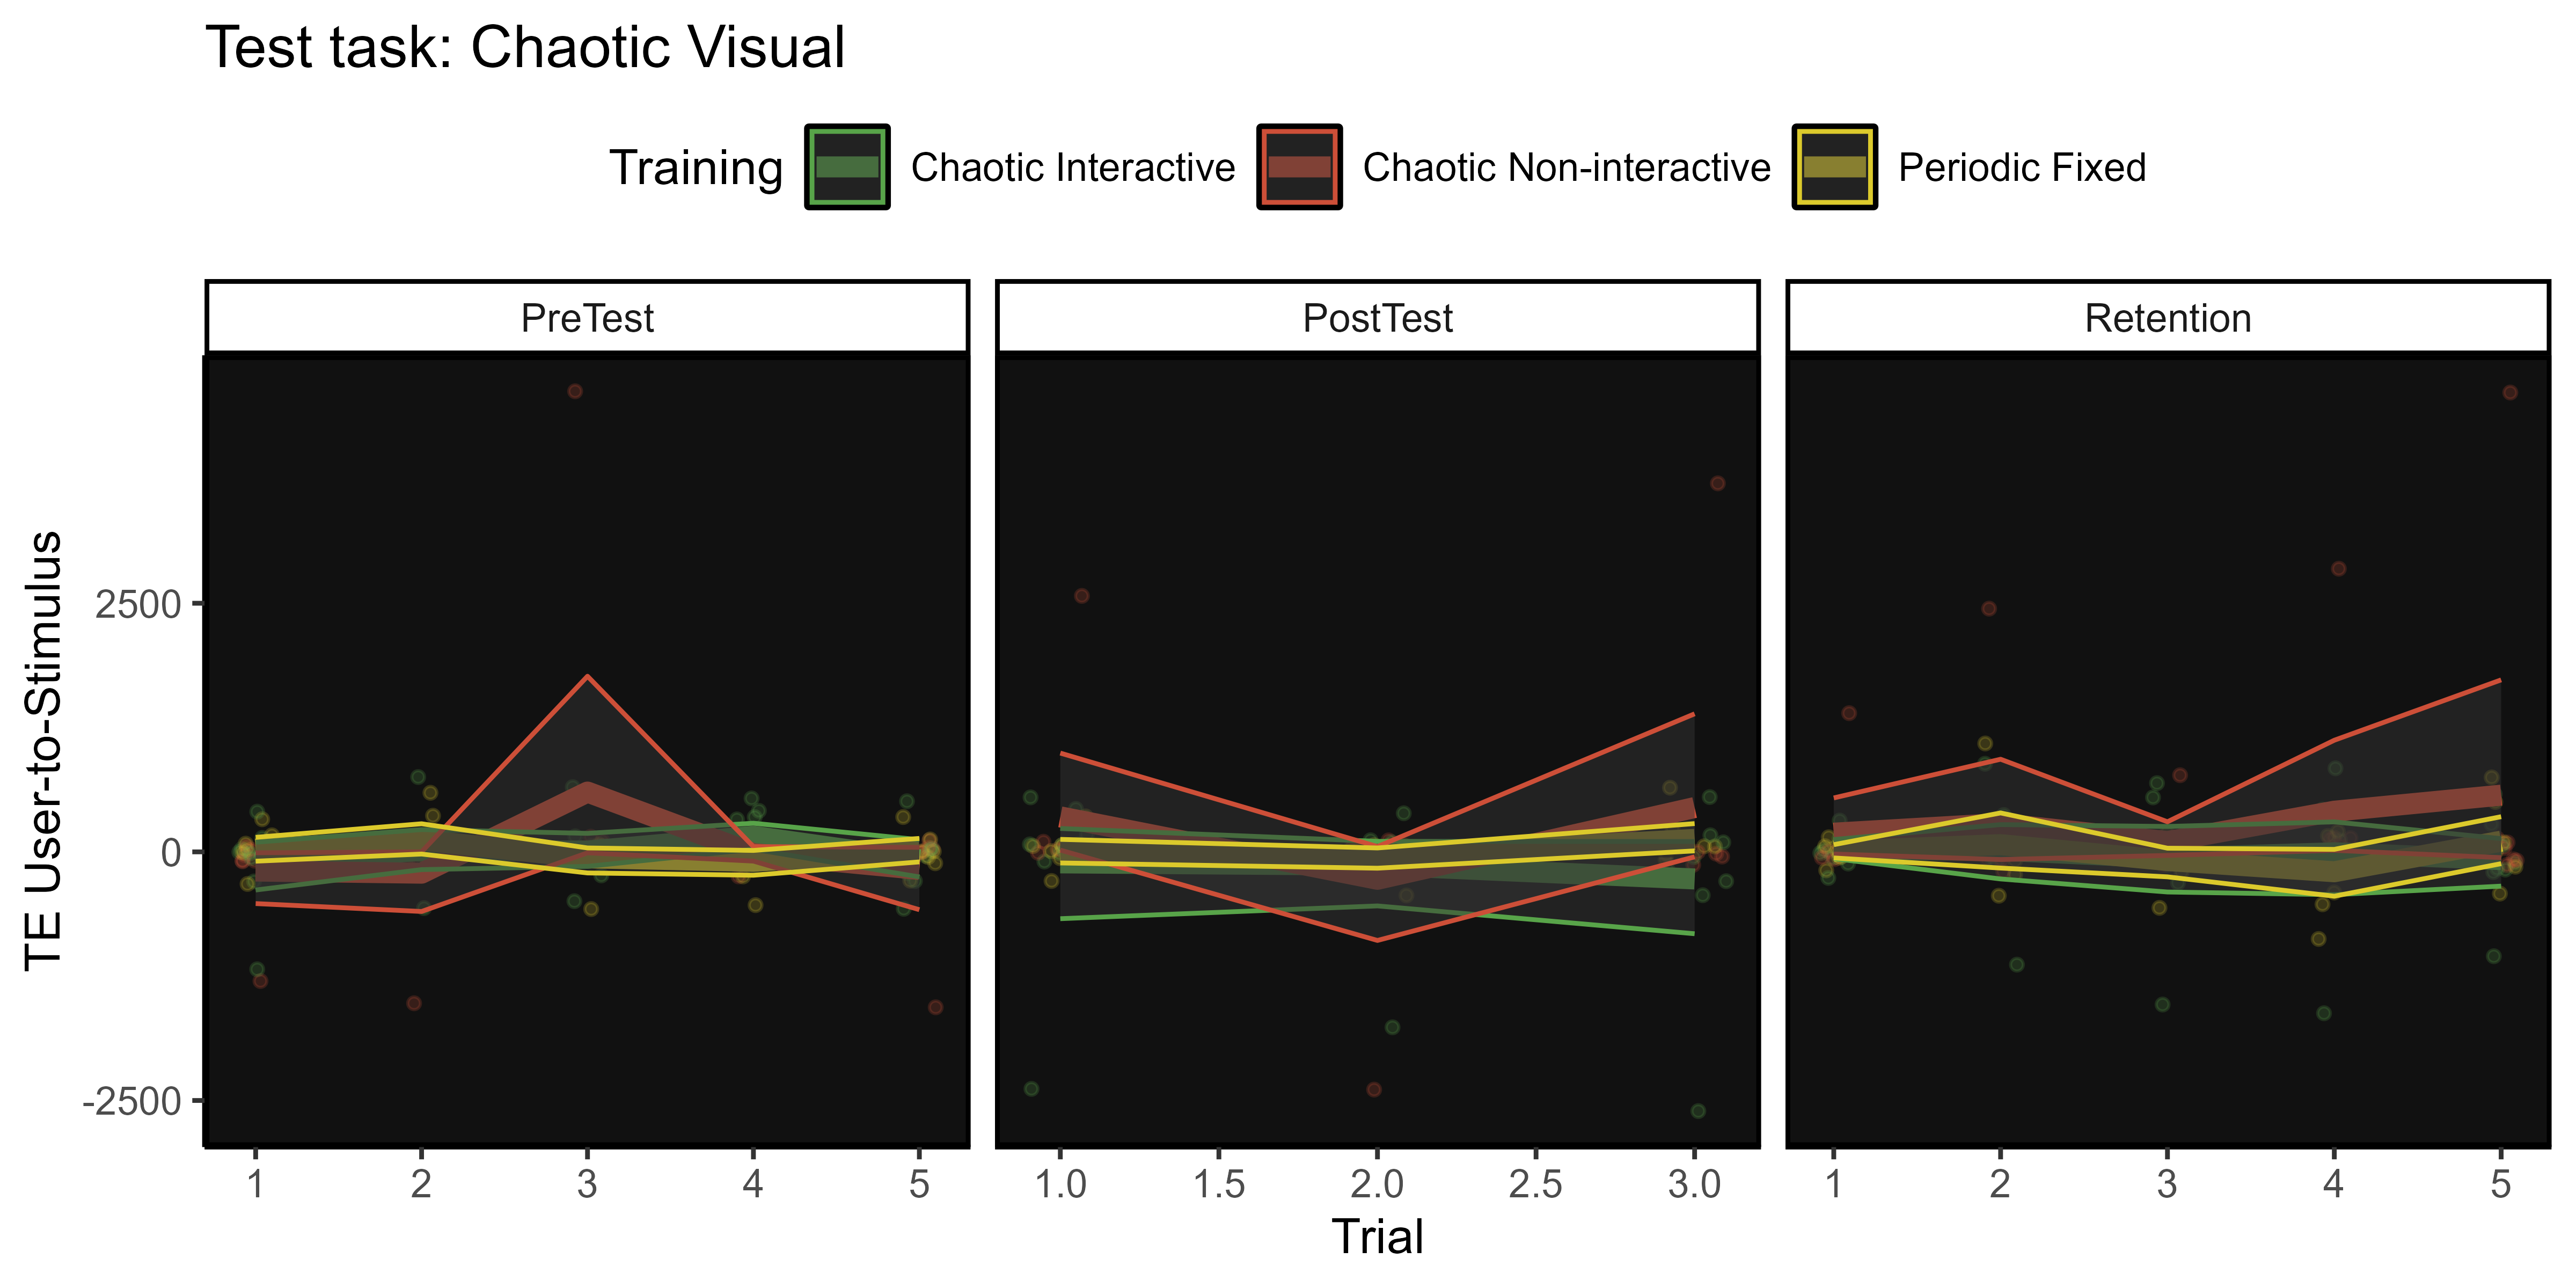 Test task: Chaotic Visual
Training Chaotic Interactive Chaotic Non-interactive Periodic Fixed
PreTest PostTest Retention
TE User-to-Stimulus
2500
0
-2500
1 2 3 4 5 1.0 1.5 2.0 2.5 3.0 1 2 3 4 5
Trial